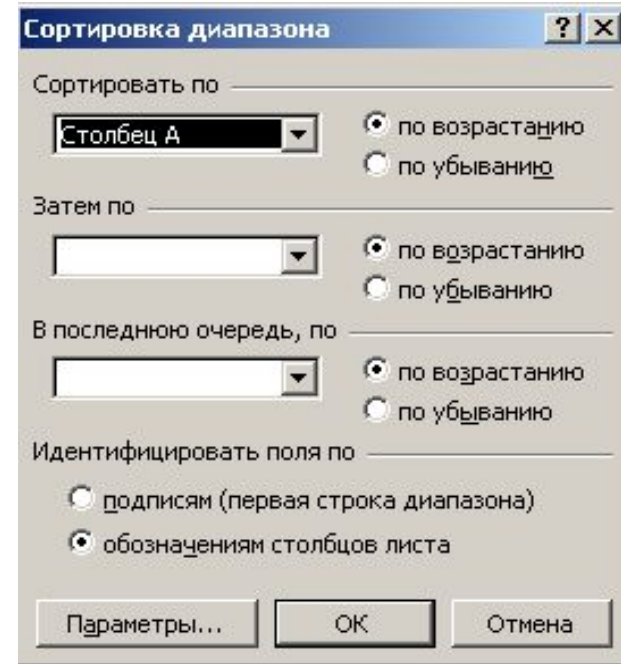 Сортировка диапазона
Сортировать по
Столбец А
по возрастанию
по убыванию
Затем по
по возрастанию
по убыванию
В последнюю очередь, по
по возрастанию
по убыванию
Идентифицировать поля по
подписям (первая строка диапазона)
обозначениям столбцов листа
Параметры... ОК Отмена